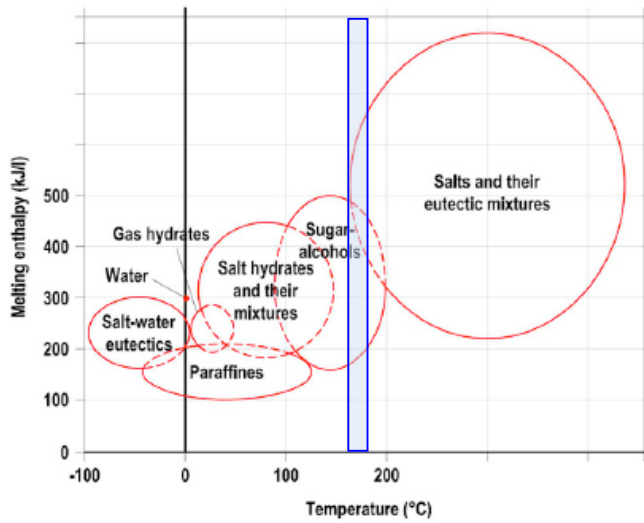 Melting enthalpy (kJ/l)
500
400
300
200
100
0
-100
0
100
200
Temperature (°C)
Gas hydrates
Water
Salt-water
eutectics
Salt hydrates
and their
mixtures
Paraffines
Sugar-
alcohols
Salts and their
eutectic mixtures